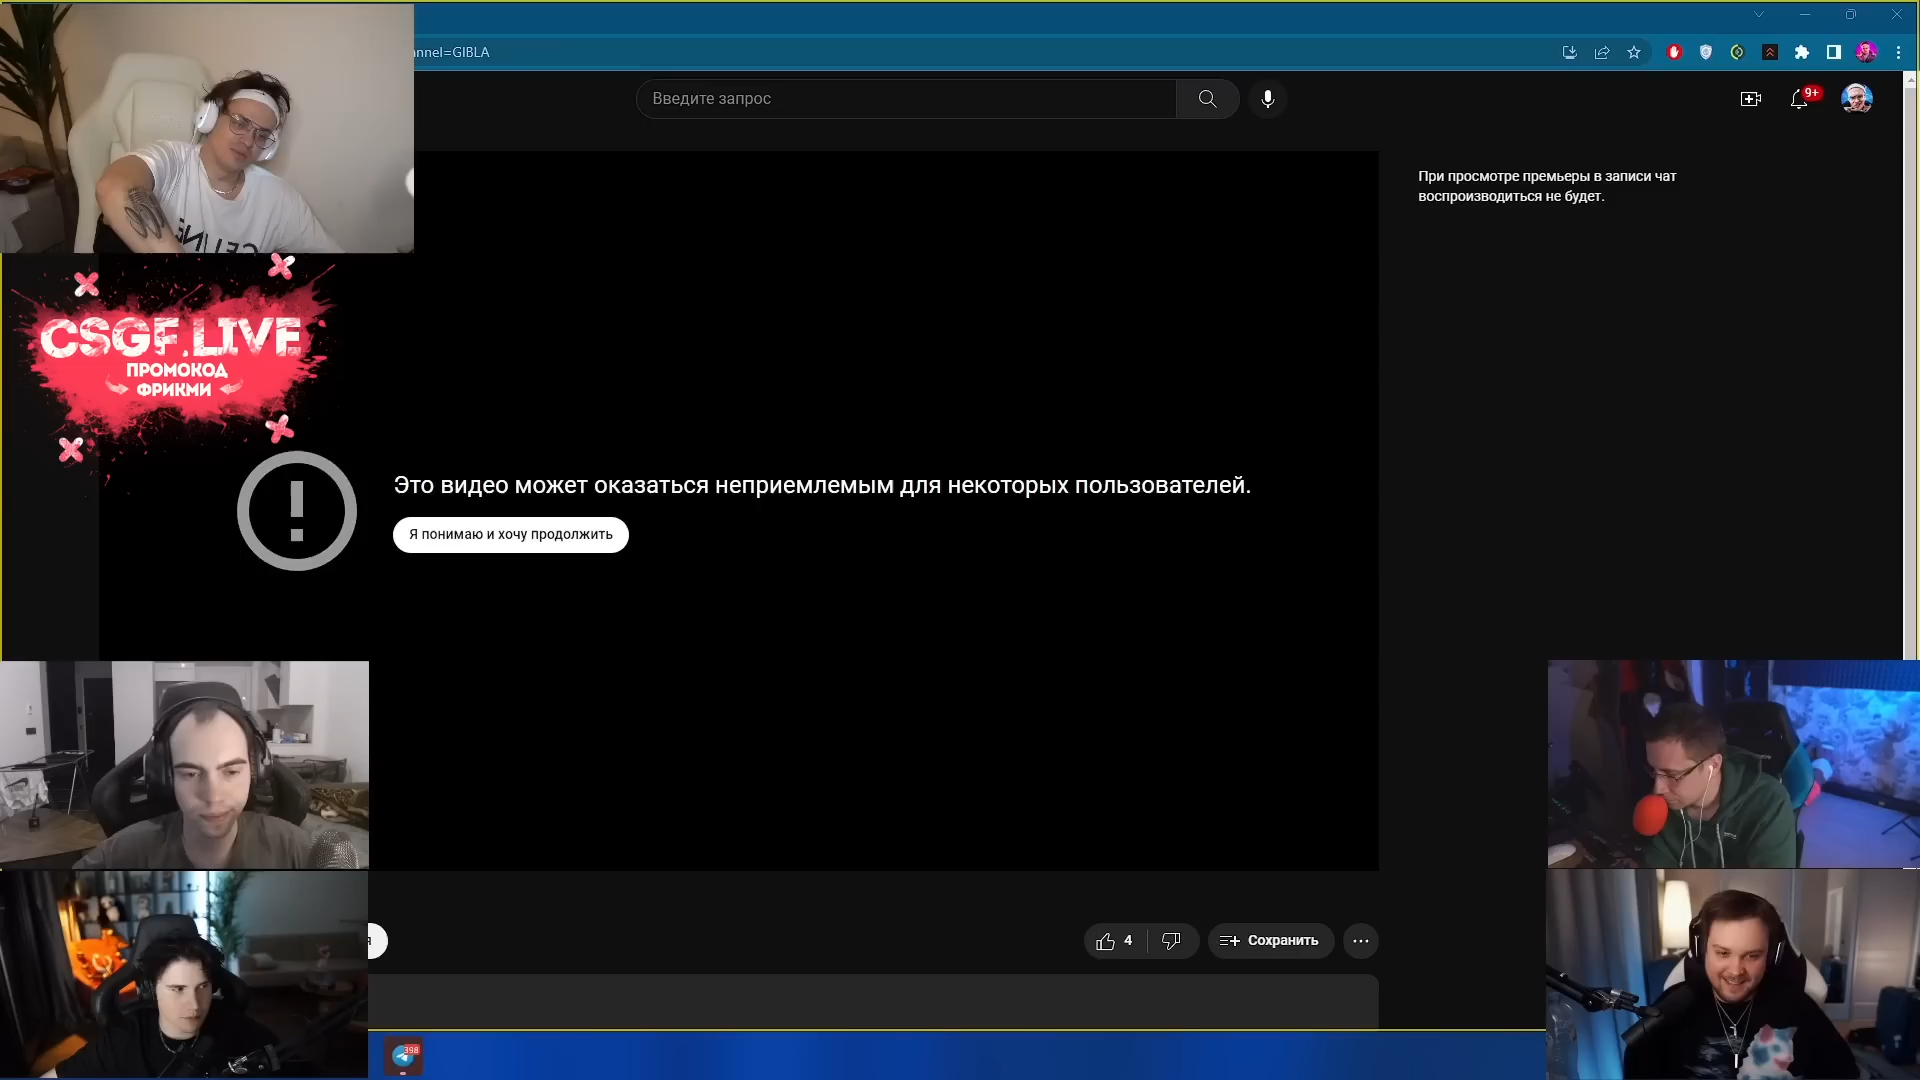 nnel=GIBLA
Введите запрос
9+
При просмотре премьеры в записи чат
воспроизводиться не будет.
CSGF.LIVE
ПРОМОКОД
ФРИКМИ
Это видео может оказаться неприемлемым для некоторых пользователей.
Я понимаю и хочу продолжить
я
4
Сохранить
398